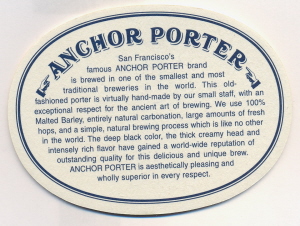 ANCHOR PORTER
San Francisco's
famous ANCHOR PORTER brand
is brewed in one of the smallest and most
traditional breweries in the world. This old-
fashioned porter is virtually hand-made by our small staff, with an
exceptional respect for the ancient art of brewing. We use 100%
Malted Barley, entirely natural carbonation, large amounts of fresh
hops, and a simple, natural brewing process which is like no other
in the world. The deep black color, the thick creamy head and
intensely rich flavor have gained a world-wide reputation of
outstanding quality for this delicious and unique brew.
ANCHOR PORTER is aesthetically pleasing and
wholly superior in every respect.